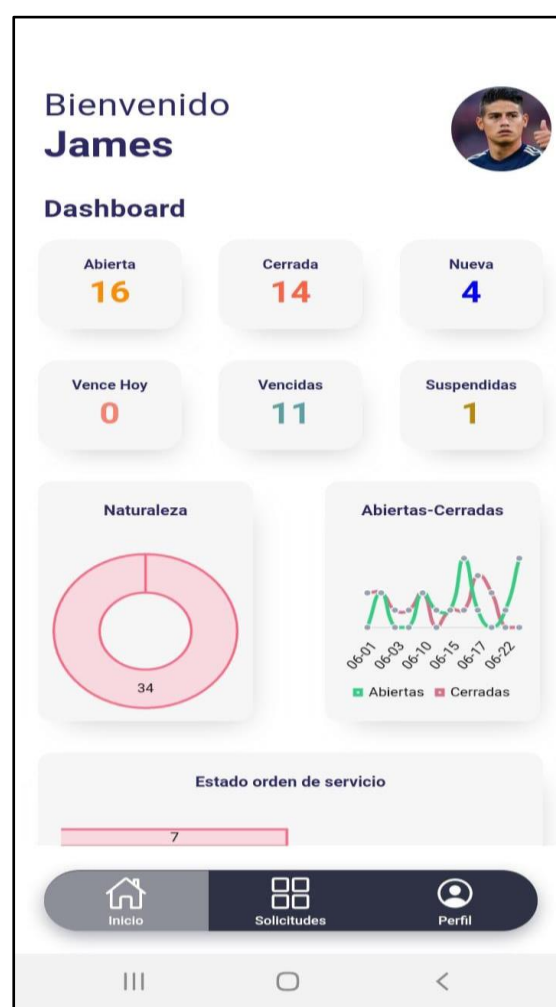 Bienvenido
James
Dashboard
Abierta
16
Cerrada
14
Nueva
4
Vence Hoy
0
Vencidas
11
Suspendidas
1
Naturaleza
34
Abiertas-Cerradas
06-01
06-03
06-10
06-15
06-17
06-22
Abiertas
Cerradas
Estado orden de servicio
7
Inicio
Solicitudes
Perfil